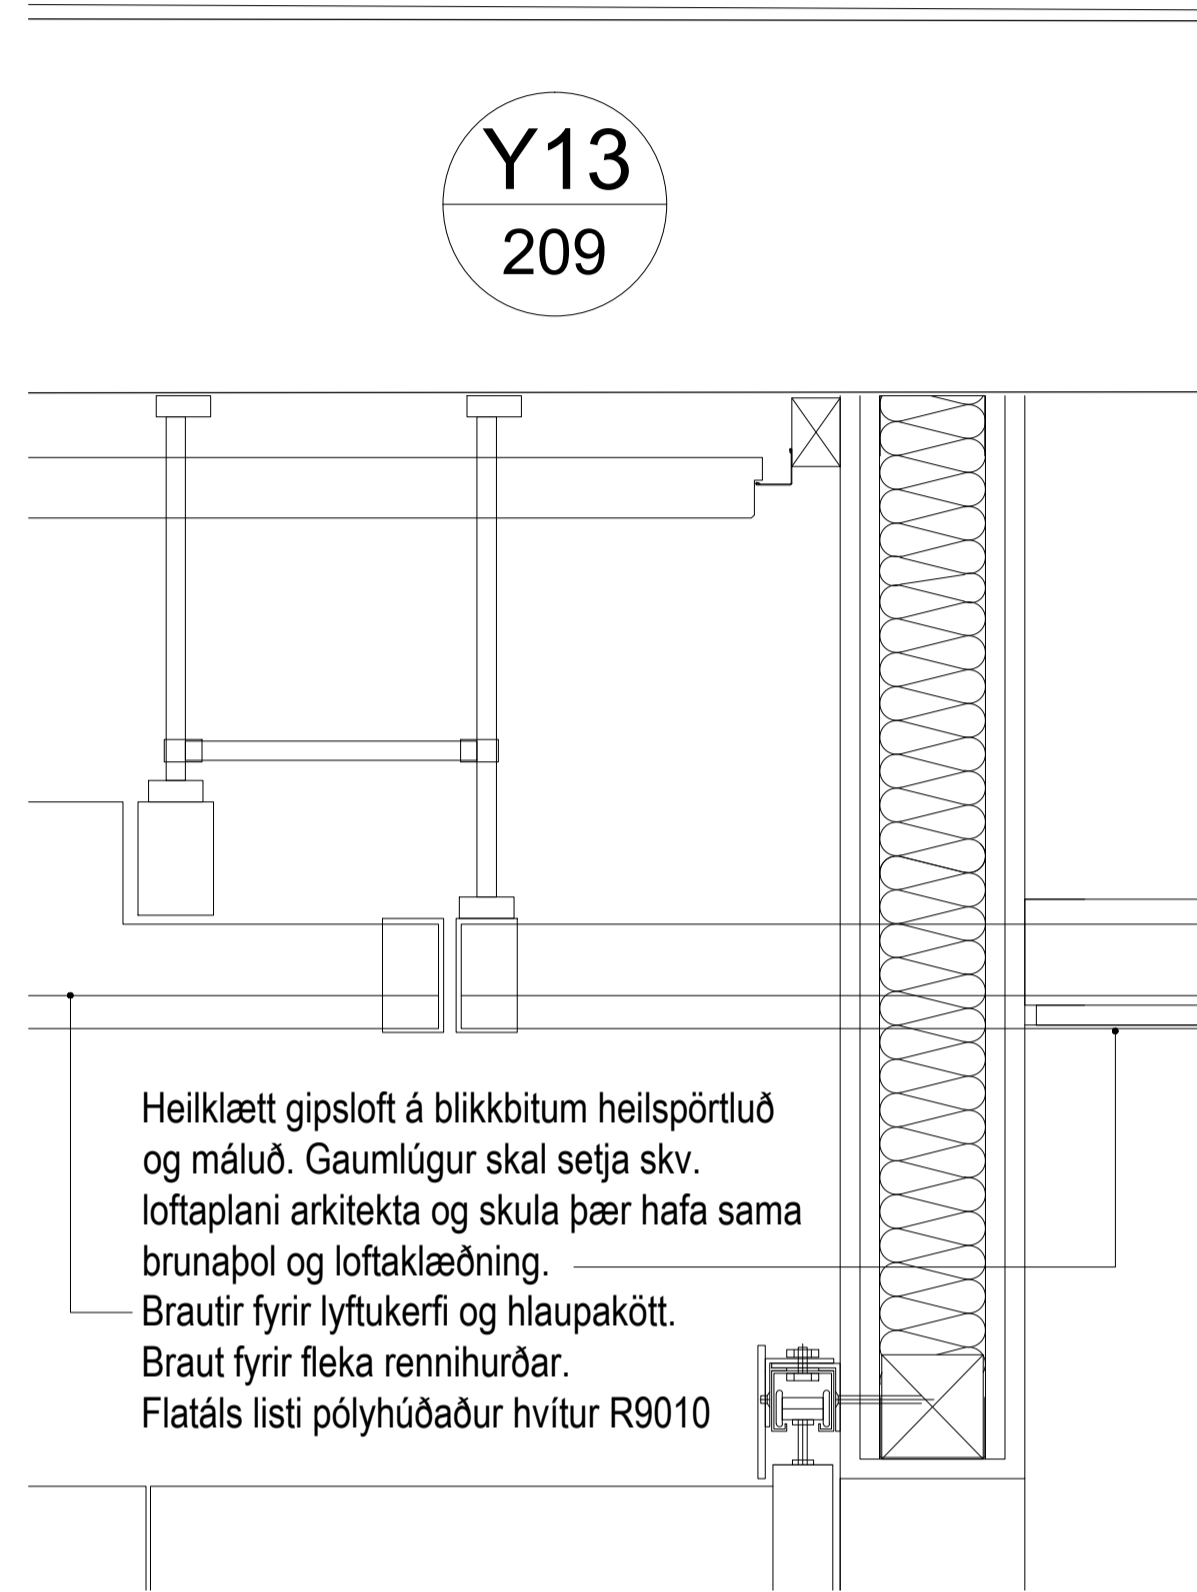 Y13
209
Heilklætt gipsloft á blikkbitum heilspörtluð
og máluð. Gaumlúgur skal setja skv.
loftaplani arkitekta og skula þær hafa sama
brunaþol og loftaklæðning.
Brautir fyrir lyftukerfi og hlaupakött.
Braut fyrir fleka rennihurðar.
Flatáls listi pólyhúðaður hvítur R9010